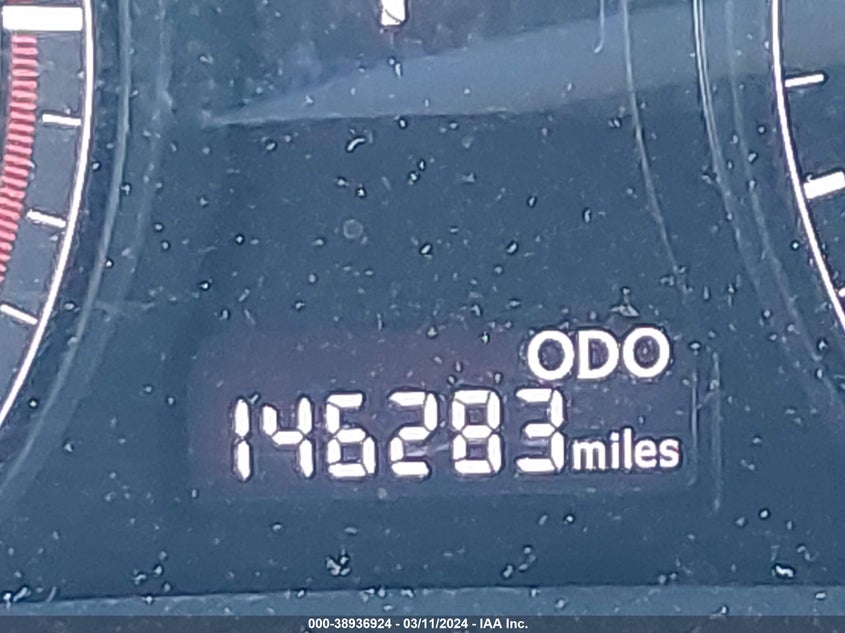 ODO
146283 miles
000-38936924 - 03/11/2024 - IAA Inc.